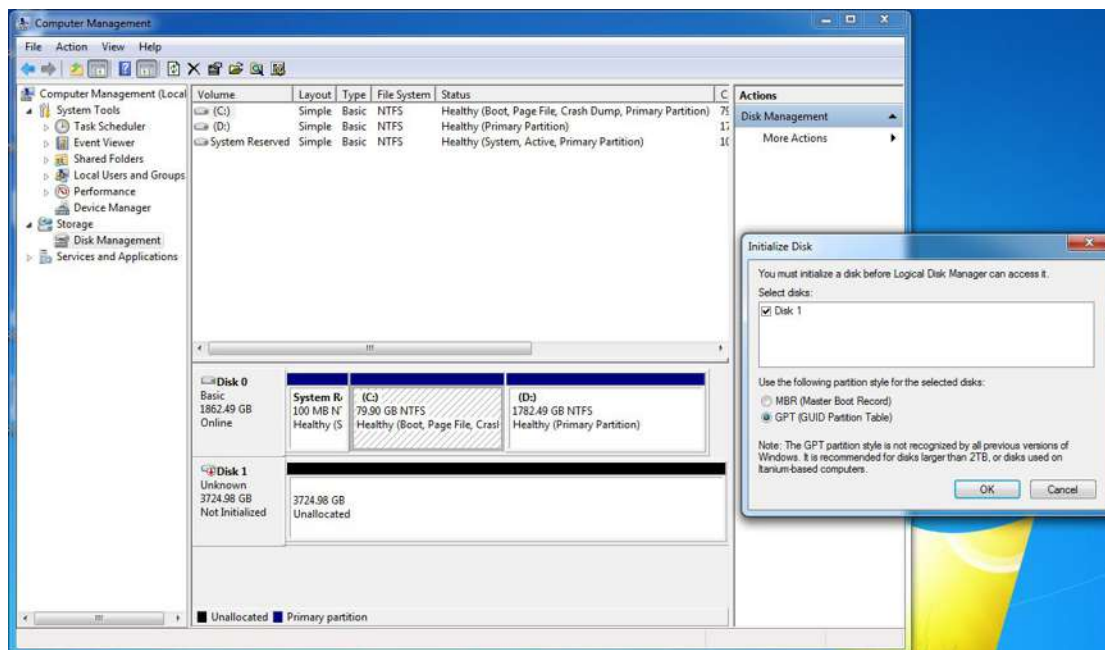 Computer Management
File Action View Help
Computer Management (Local
System Tools
Task Scheduler
Event Viewer
Shared Folders
Local Users and Groups
Performance
Device Manager
Storage
Disk Management
Services and Applications
Volume Layout Type File System Status C
(C:) Simple Basic NTFS Healthy (Boot, Page File, Crash Dump, Primary Partition) 79
(D:) Simple Basic NTFS Healthy (Primary Partition) 17
System Reserved Simple Basic NTFS Healthy (System, Active, Primary Partition) 10
Disk 0
Basic
1862.49 GB
Online
System R
100 MB N
Healthy (S
(C:)
79.90 GB NTFS
Healthy (Boot, Page File, Crasl
(D:)
1782.49 GB NTFS
Healthy (Primary Partition)
Disk 1
Unknown
3724.98 GB
Not Initialized
3724.98 GB
Unallocated
Unallocated Primary partition
Actions
Disk Management
More Actions
Initialize Disk
You must initialize a disk before Logical Disk Manager can access it.
Select disks:
Disk 1
Use the following partition style for the selected disks:
MBR (Master Boot Record)
GPT (GUID Partition Table)
Note: The GPT partition style is not recognized by all previous versions of
Windows. It is recommended for disks larger than 2TB, or disks used on
Itanium-based computers.
OK Cancel